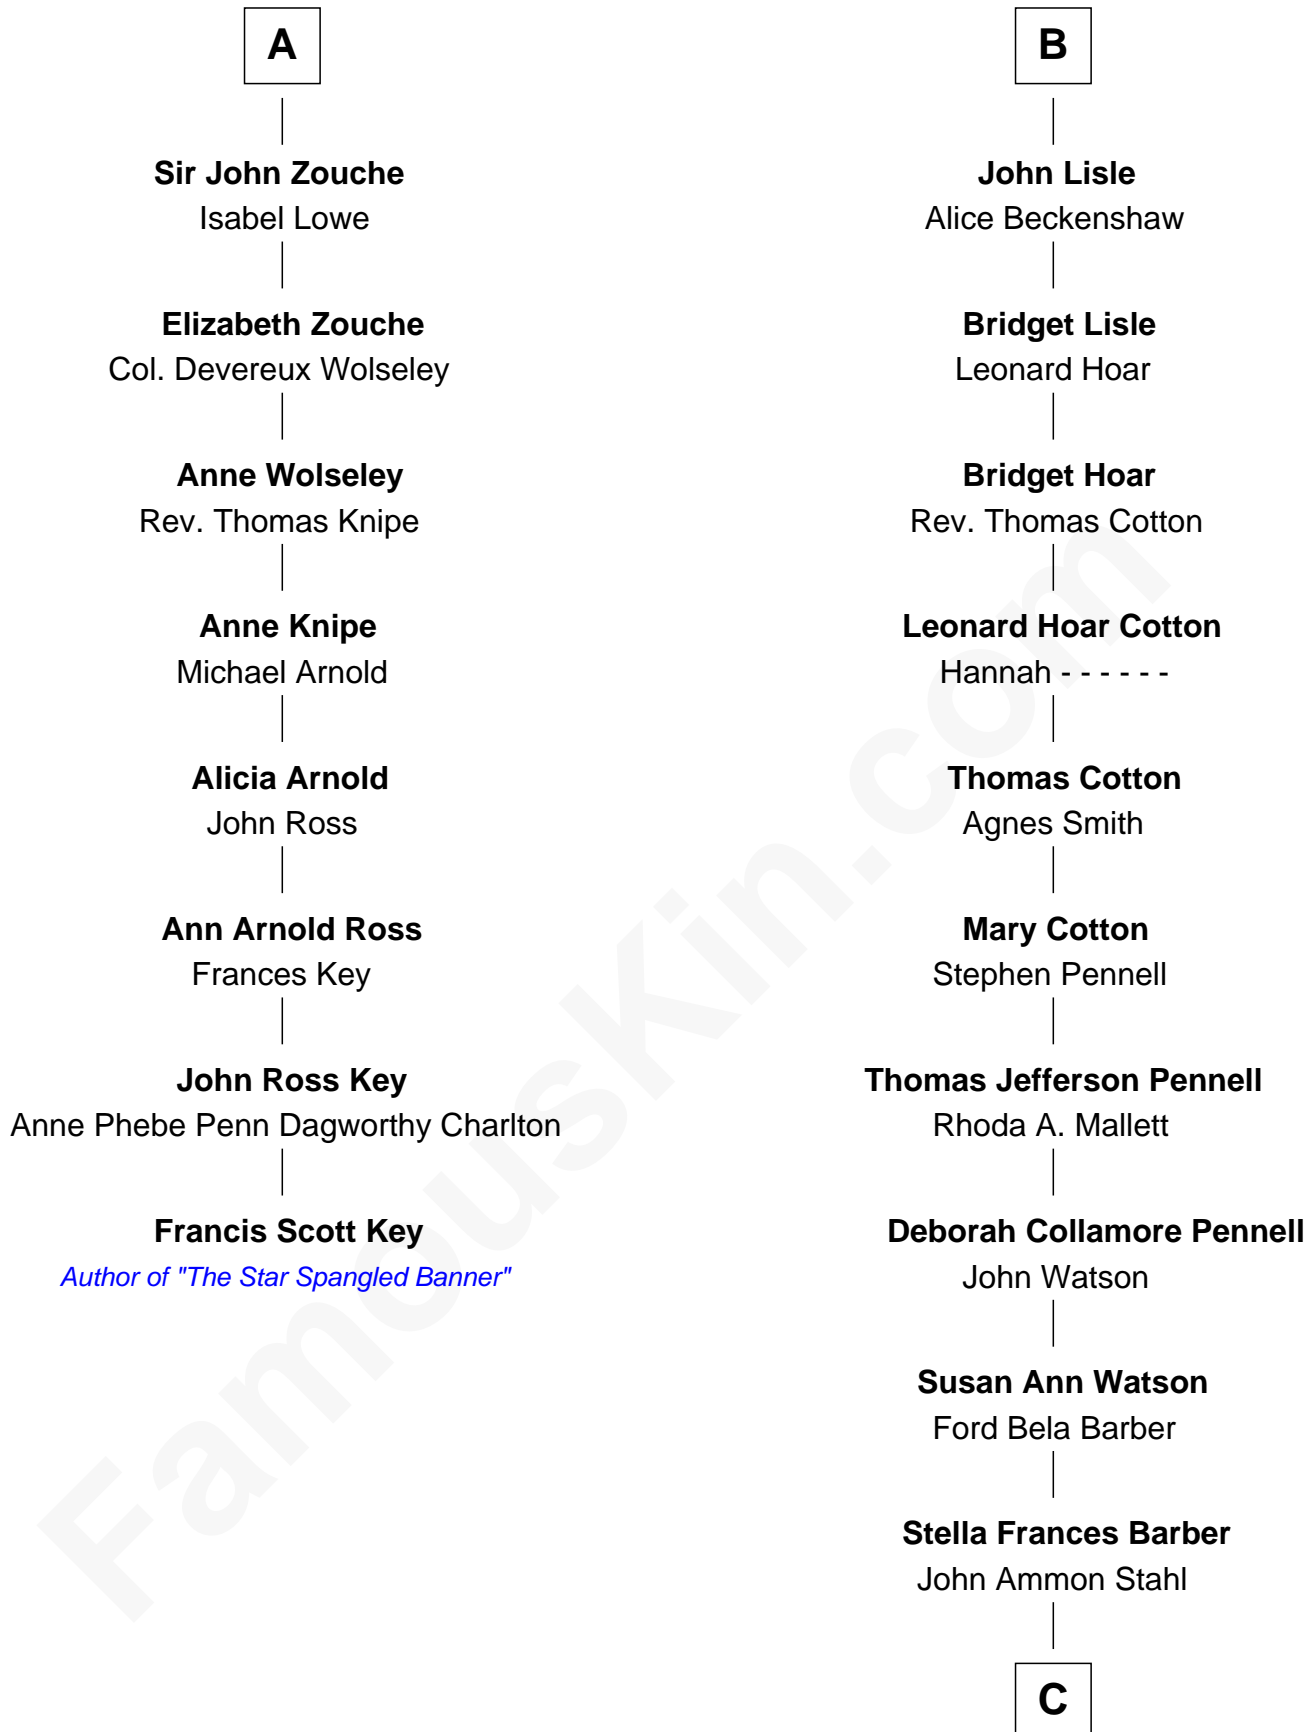 A
Sir John Zouche
Isabel Lowe
Elizabeth Zouche
Col. Devereux Wolseley
Anne Wolseley
Rev. Thomas Knipe
Anne Knipe
Michael Arnold
Alicia Arnold
John Ross
Ann Arnold Ross
Frances Key
John Ross Key
Anne Phebe Penn Dagworthy Charlton
Francis Scott Key
Author of "The Star Spangled Banner"
B
John Lisle
Alice Beckenshaw
Bridget Lisle
Leonard Hoar
Bridget Hoar
Rev. Thomas Cotton
Leonard Hoar Cotton
Hannah - - - - - -
Thomas Cotton
Agnes Smith
Mary Cotton
Stephen Pennell
Thomas Jefferson Pennell
Rhoda A. Mallett
Deborah Collamore Pennell
John Watson
Susan Ann Watson
Ford Bela Barber
Stella Frances Barber
John Ammon Stahl
C
FamousKin.com